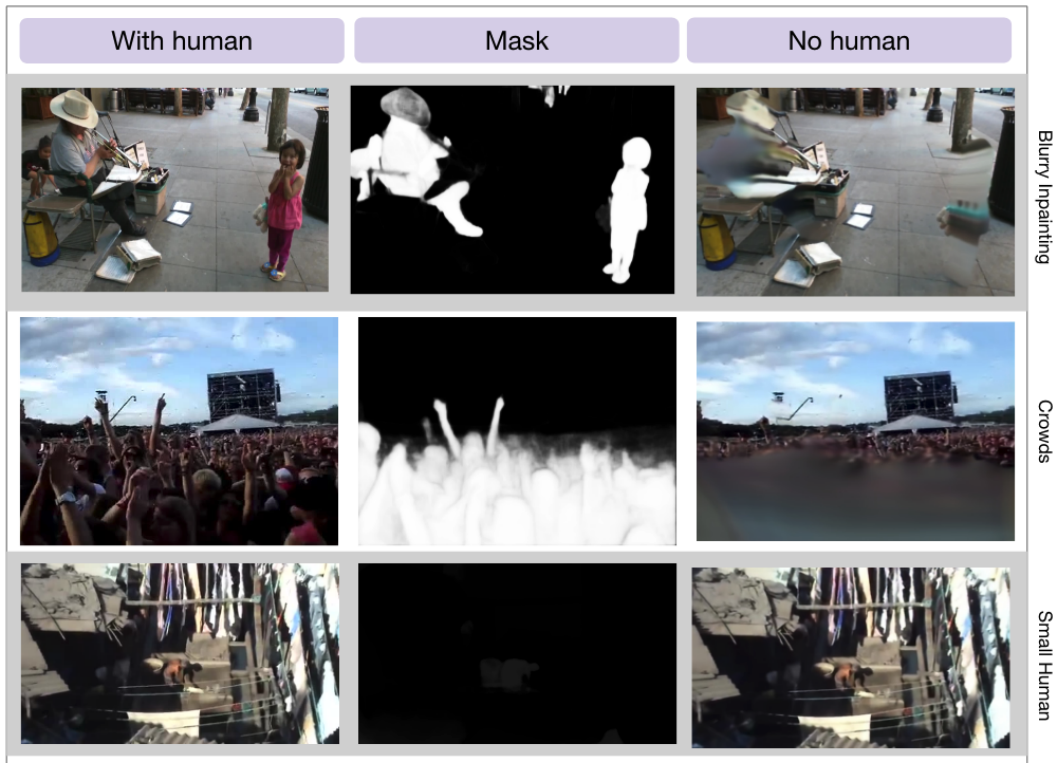 With human
Mask
No human
Blurry Inpainting
Crowds
Small Human